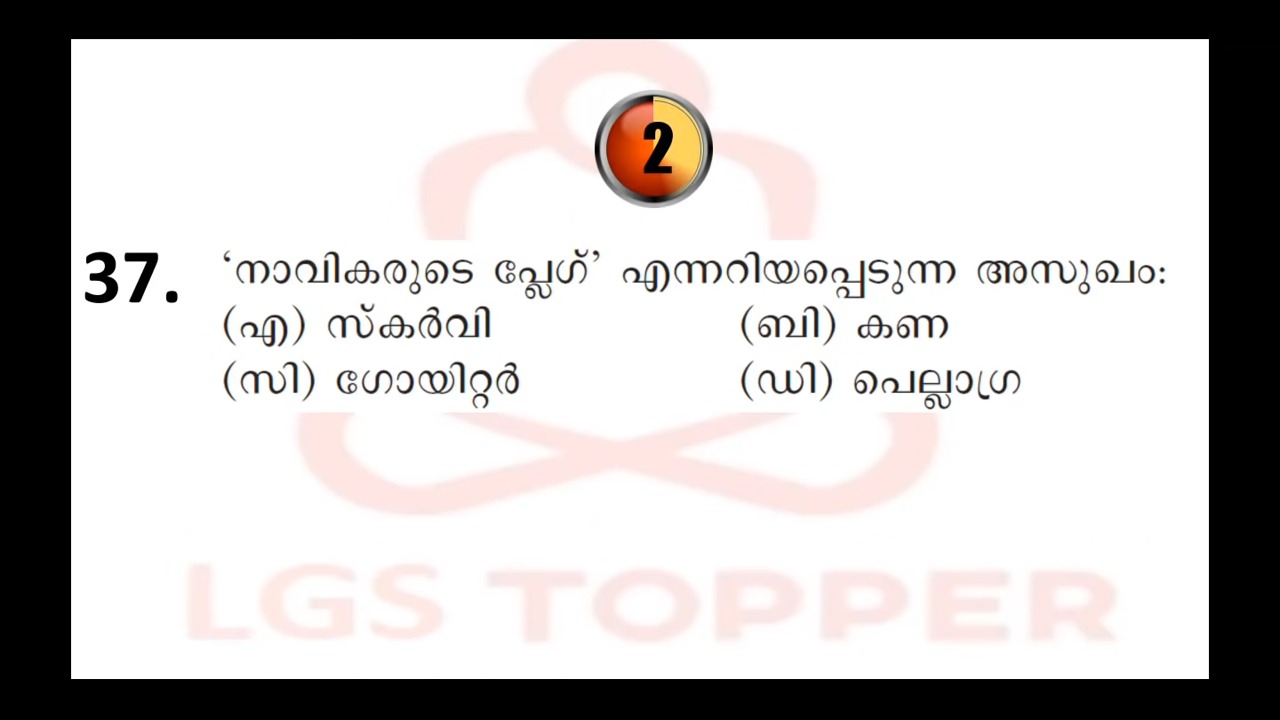 2
37. ‘നാവികരുടെ പ്ലേഗ്’ എന്നറിയപ്പെടുന്ന അസുഖം:
(എ) സ്കർവി (ബി) കണ
(സി) ഗോയിറ്റർ (ഡി) പെല്ലാഗ്ര
LGS TOPPER